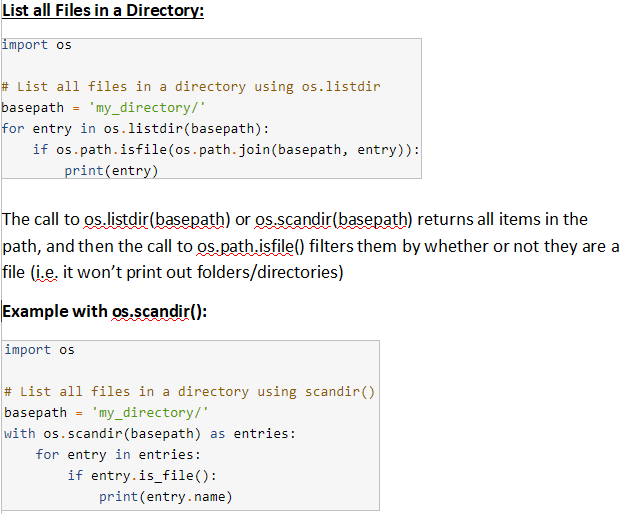 List all Files in a Directory:
import os
# List all files in a directory using os.listdir
basepath = 'my_directory/'
for entry in os.listdir(basepath):
    if os.path.isfile(os.path.join(basepath, entry)):
        print(entry)
The call to os.listdir(basepath) or os.scandir(basepath) returns all items in the
path, and then the call to os.path.isfile() filters them by whether or not they are a
file (i.e. it won’t print out folders/directories)
Example with os.scandir():
import os
# List all files in a directory using scandir()
basepath = 'my_directory/'
with os.scandir(basepath) as entries:
    for entry in entries:
        if entry.is_file():
            print(entry.name)